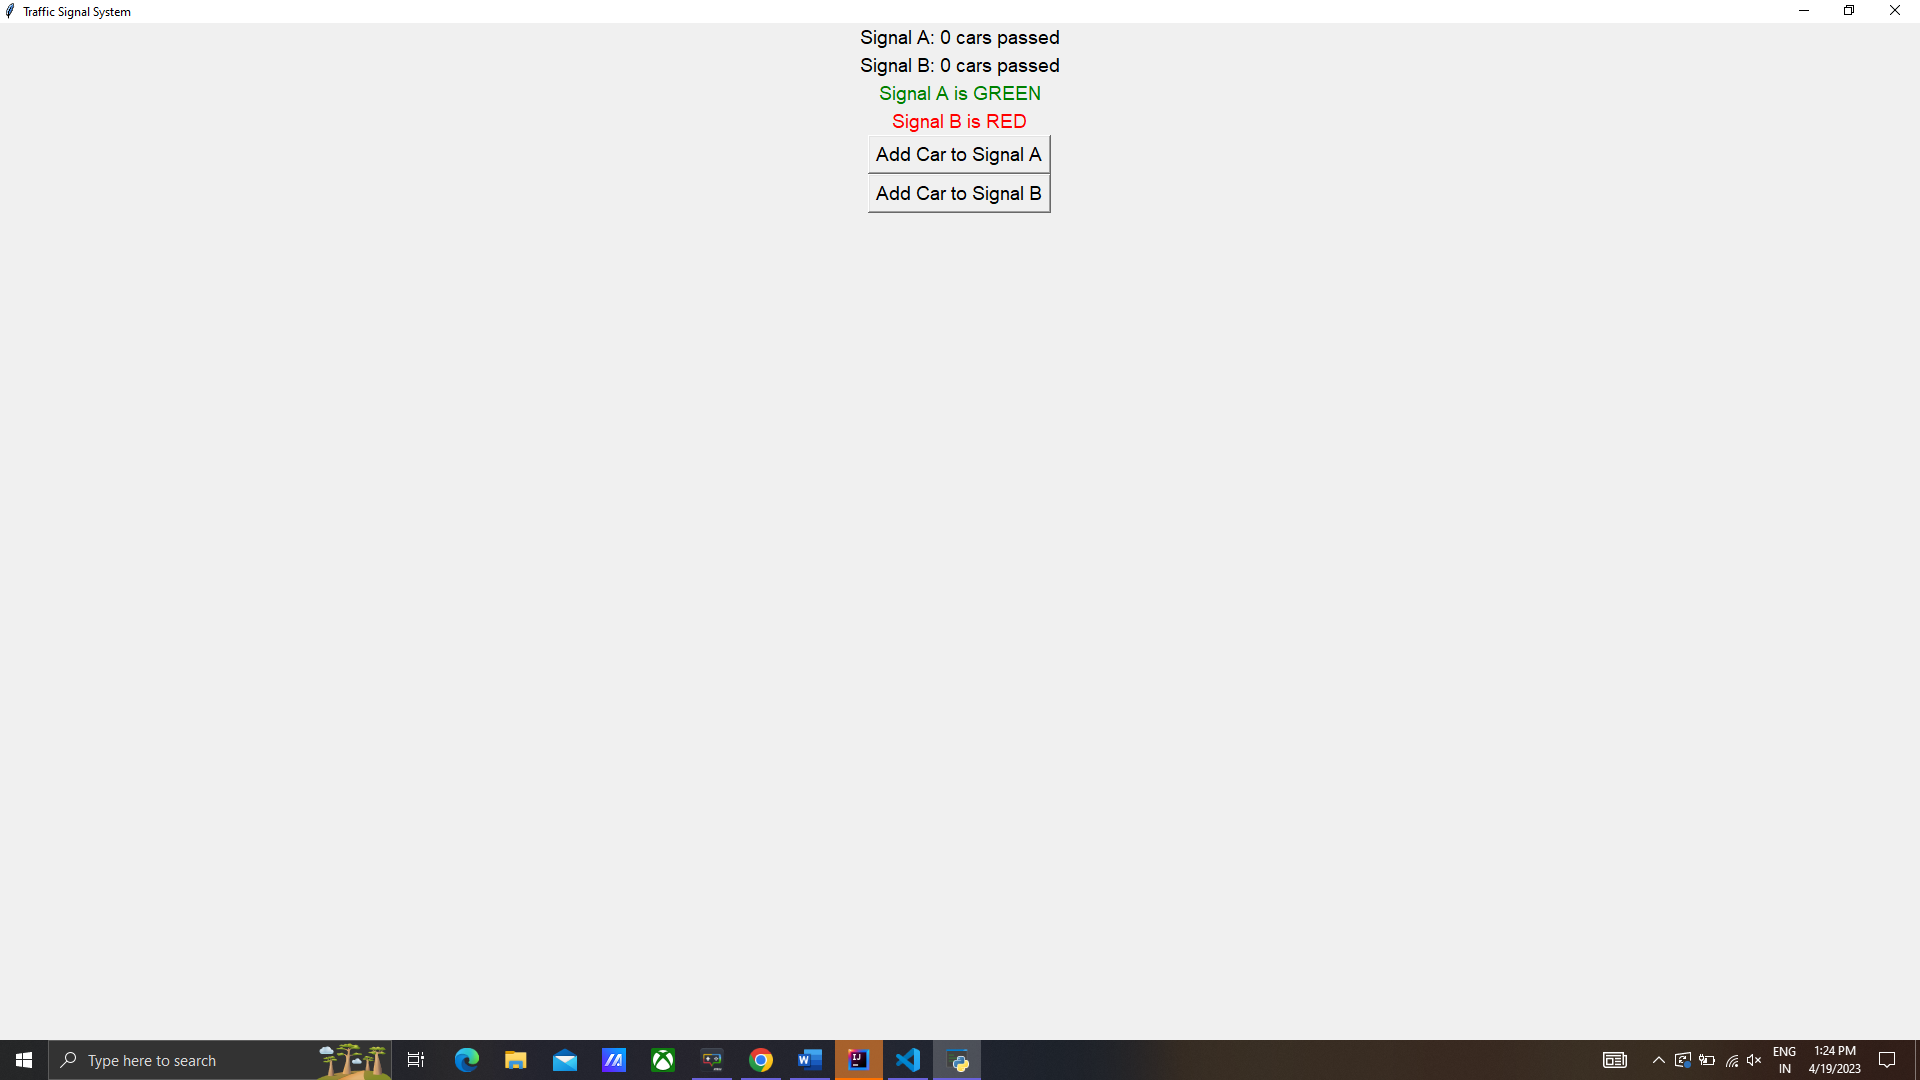 Traffic Signal System
Signal A: 0 cars passed
Signal B: 0 cars passed
Signal A is GREEN
Signal B is RED
Add Car to Signal A
Add Car to Signal B
Type here to search
ENG
IN
1:24 PM
4/19/2023